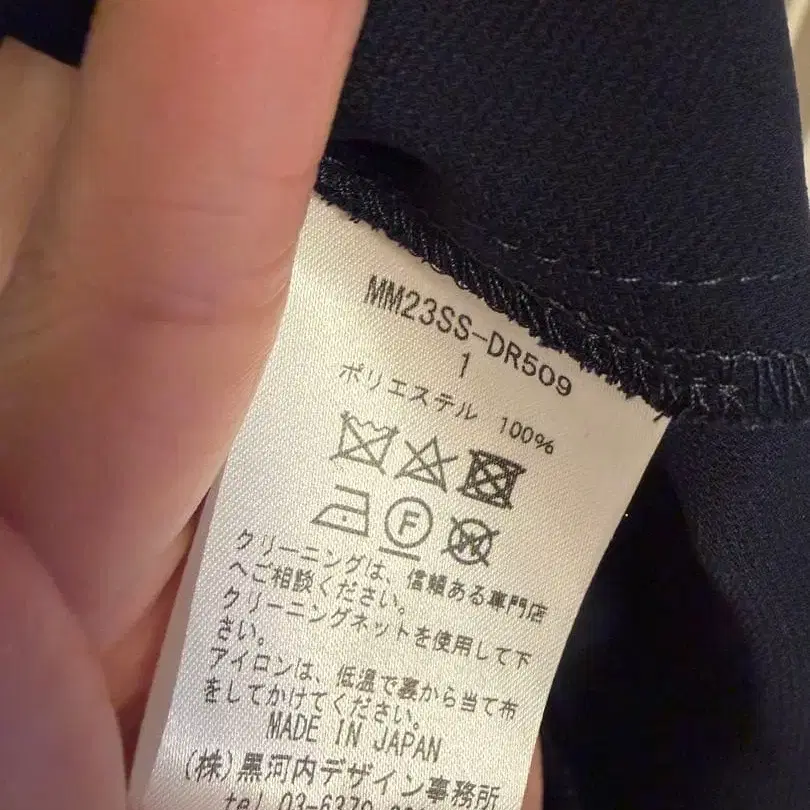 MM23SS-DR509
1
ポリエステル 100%
F
W
クリーニングは、信頼ある専門店
へご相談ください。
クリーニングネットを使用して下
さい。
アイロンは、低温で裏から当て布
をしてかけてください。
MADE IN JAPAN
(株)黒河内デザイン事務所
tel 03-6379